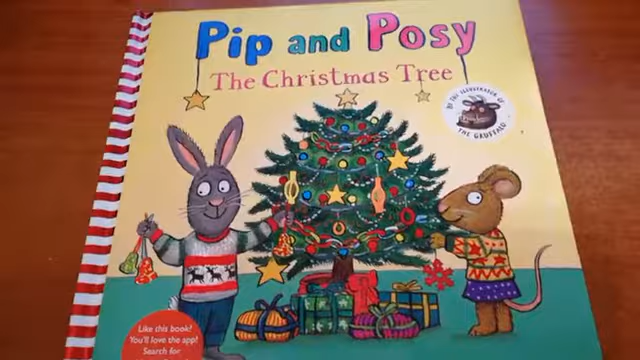 Pip and Posy
The Christmas Tree
BY THE ILLUSTRATOR OF
THE GRUFFALO
Like this book?
You'll love the app!
Search for